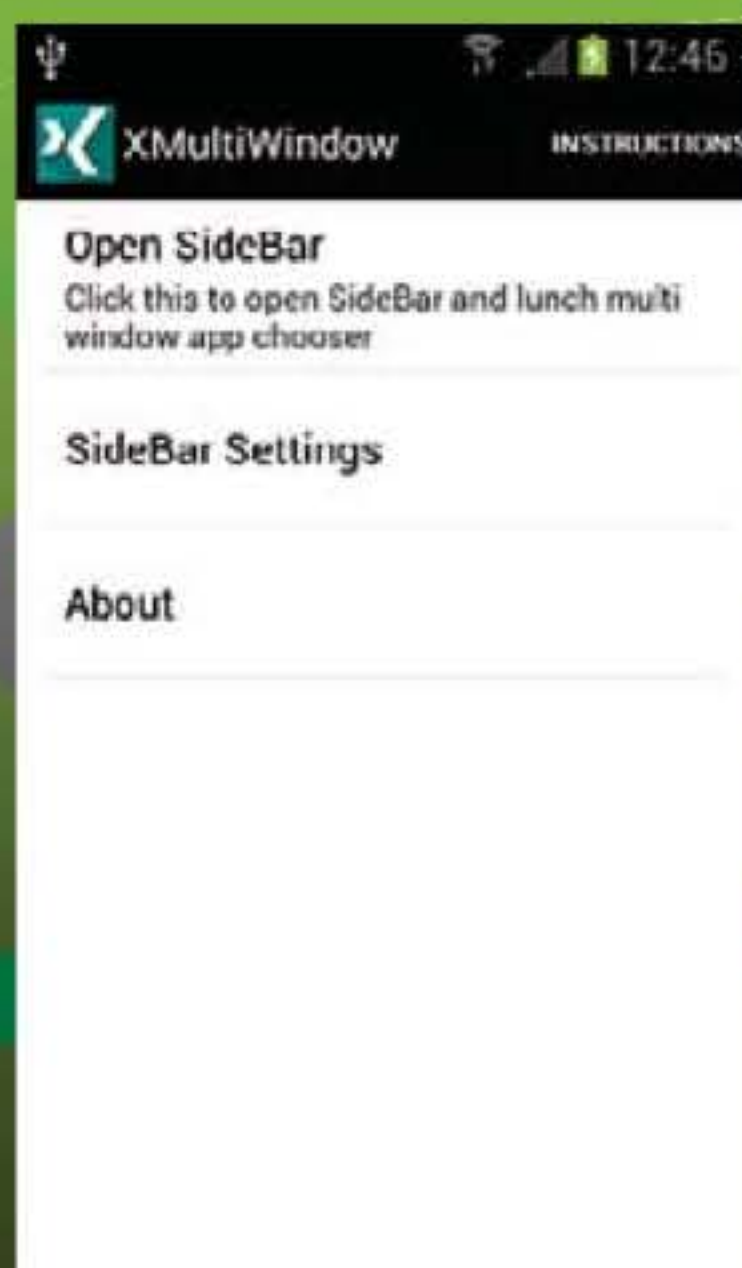 12:46
XMultiWindow INSTRUCTIONS
Open SideBar
Click this to open SideBar and lunch multi
window app chooser
SideBar Settings
About